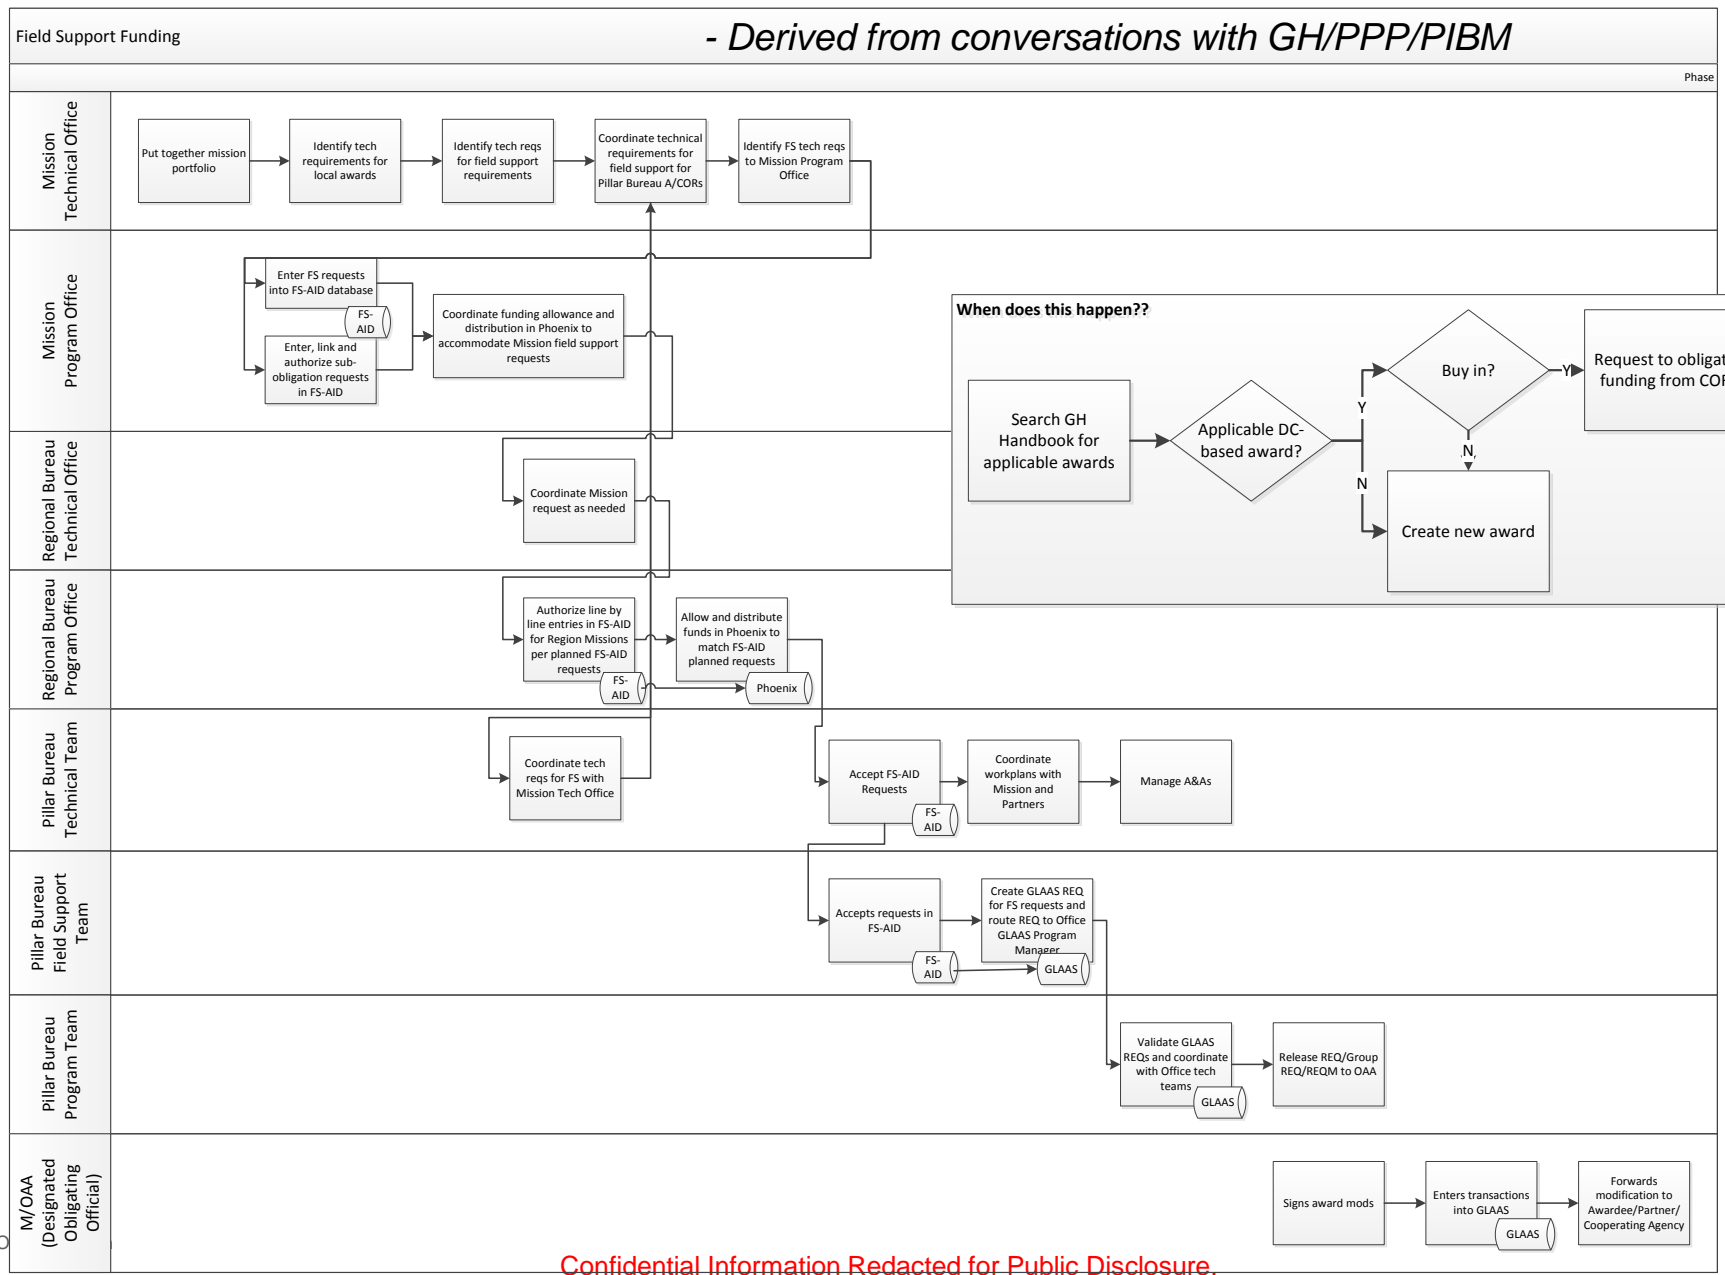 Field Support Funding
- Derived from conversations with GH/PPP/PIBM
Phase
Mission
Technical Office
Put together mission
portfolio
Identify tech
requirements for
local awards
Identify tech reqs
for field support
requirements
Coordinate technical
requirements for
field support for
Pillar Bureau A/CORs
Identify FS tech reqs
to Mission Program
Office
Mission
Program Office
Enter FS requests
into FS-AID database
FS-
AID
Enter, link and
authorize sub-
obligation requests
in FS-AID
Coordinate funding allowance and
distribution in Phoenix to
accommodate Mission field support
requests
When does this happen??
Search GH
Handbook for
applicable awards
Applicable DC-
based award?
Y
N
Buy in?
Y
N
Request to obligat
funding from COR
Create new award
Regional Bureau
Technical Office
Coordinate Mission
request as needed
Regional Bureau
Program Office
Authorize line by
line entries in FS-AID
for Region Missions
per planned FS-AID
requests
FS-
AID
Allow and distribute
funds in Phoenix to
match FS-AID
planned requests
Phoenix
Pillar Bureau
Technical Team
Coordinate tech
reqs for FS with
Mission Tech Office
Accept FS-AID
Requests
FS-
AID
Coordinate
workplans with
Mission and
Partners
Manage A&As
Pillar Bureau
Field Support
Team
Accepts requests in
FS-AID
FS-
AID
Create GLAAS REQ
for FS requests and
route REQ to Office
GLAAS Program
Manager
GLAAS
Pillar Bureau
Program Team
Validate GLAAS
REQs and coordinate
with Office tech
teams
GLAAS
Release REQ/Group
REQ/REQM to OAA
M/OAA
(Designated
Obligating
Official)
Signs award mods
Enters transactions
into GLAAS
GLAAS
Forwards
modification to
Awardee/Partner/
Cooperating Agency
Confidential Information Redacted for Public Disclosure.